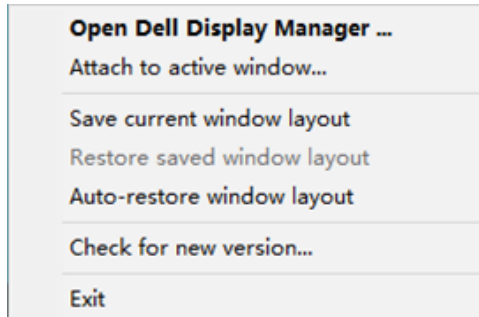 Open Dell Display Manager ...
Attach to active window...
Save current window layout
Restore saved window layout
Auto-restore window layout
Check for new version...
Exit